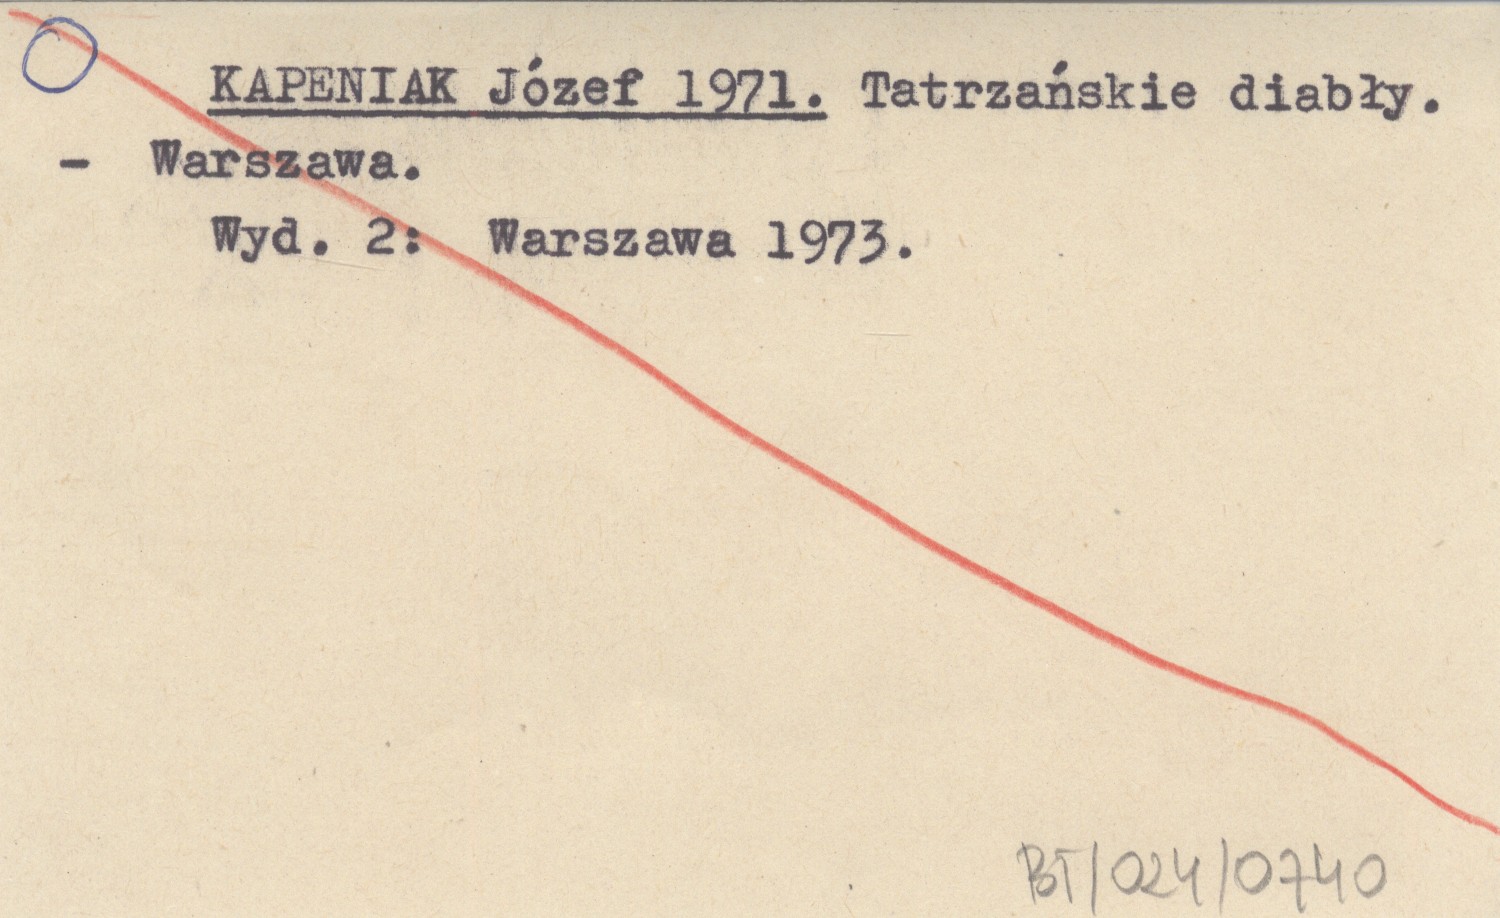 KAPENIAK Józef 1971. Tatrzańskie diabły.
- Warszawa.
Wyd. 2: Warszawa 1973.
BT/024/0740